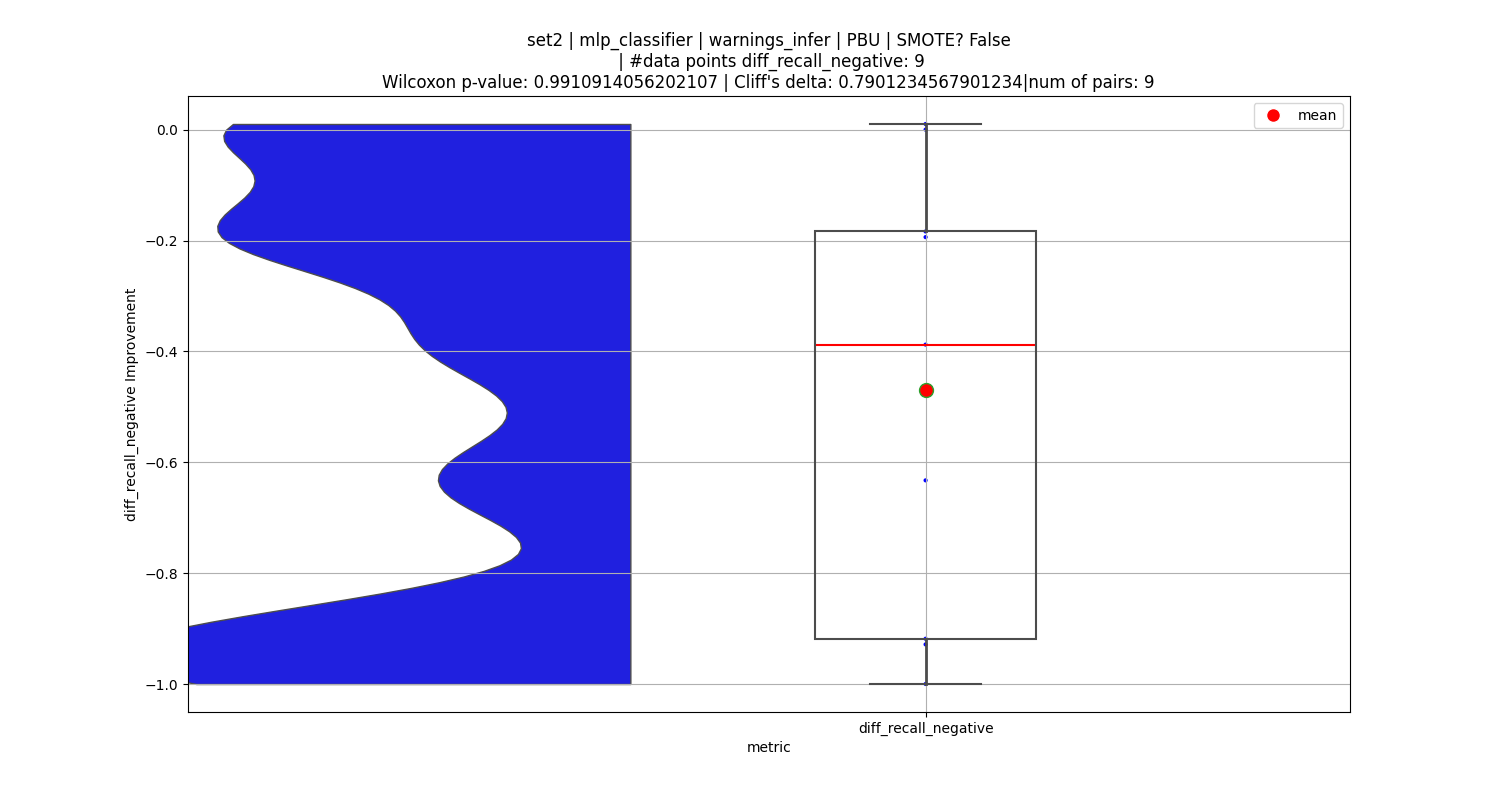 set2 | mlp_classifier | warnings_infer | PBU | SMOTE? False
| #data points diff_recall_negative: 9
Wilcoxon p-value: 0.9910914056202107 | Cliff's delta: 0.7901234567901234|num of pairs: 9
mean
0.0
−0.2
−0.4
−0.6
−0.8
−1.0
diff_recall_negative Improvement
diff_recall_negative
metric